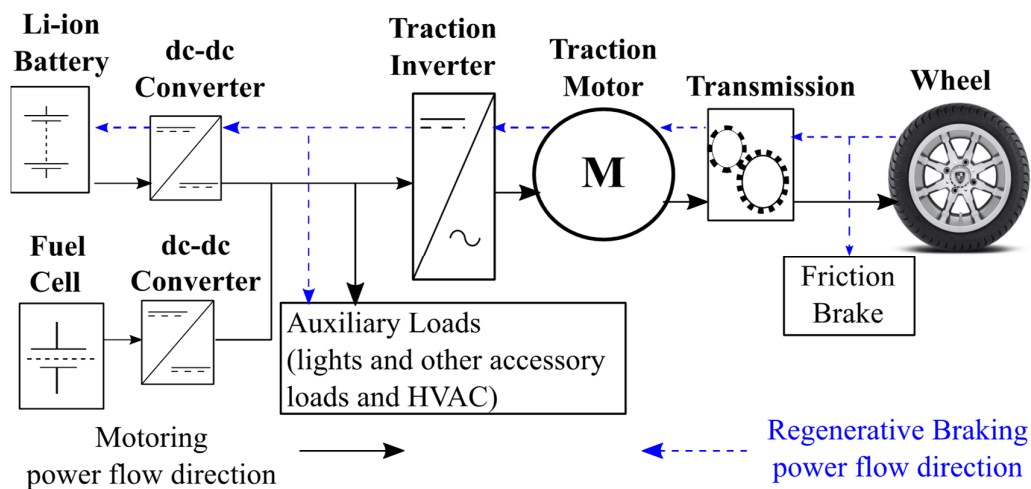 Li-ion
Battery
dc-dc
Converter
Traction
Inverter
Traction
Motor
Transmission
Wheel
M
Fuel
Cell
dc-dc
Converter
Friction
Brake
Auxiliary Loads
(lights and other accessory
loads and HVAC)
Motoring
power flow direction
Regenerative Braking
power flow direction